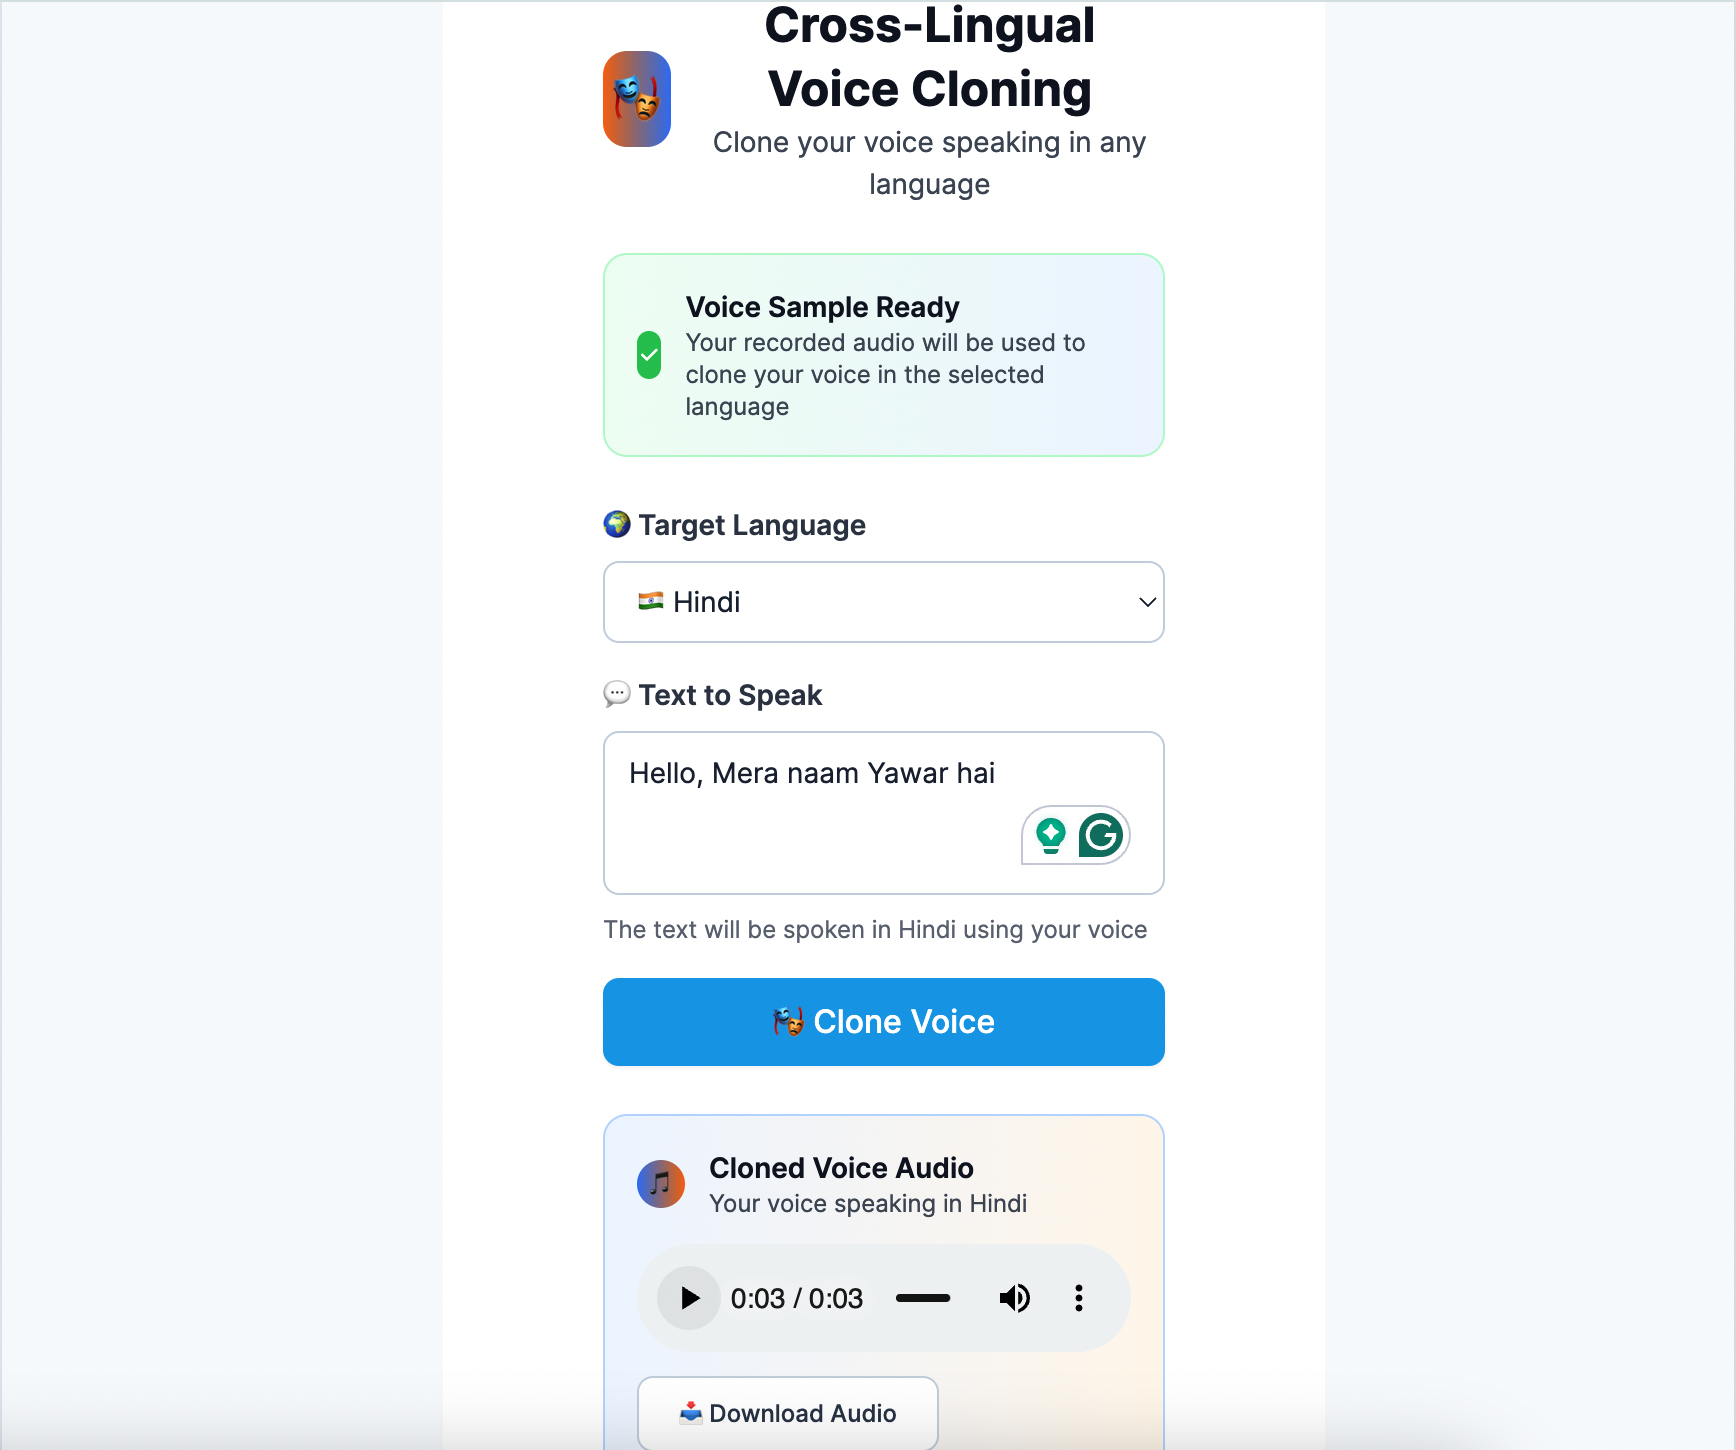 Cross-Lingual
Voice Cloning
Clone your voice speaking in any
language
Voice Sample Ready
Your recorded audio will be used to
clone your voice in the selected
language
Target Language
Hindi
Text to Speak
Hello, Mera naam Yawar hai
The text will be spoken in Hindi using your voice
Clone Voice
Cloned Voice Audio
Your voice speaking in Hindi
0:03 / 0:03
Download Audio